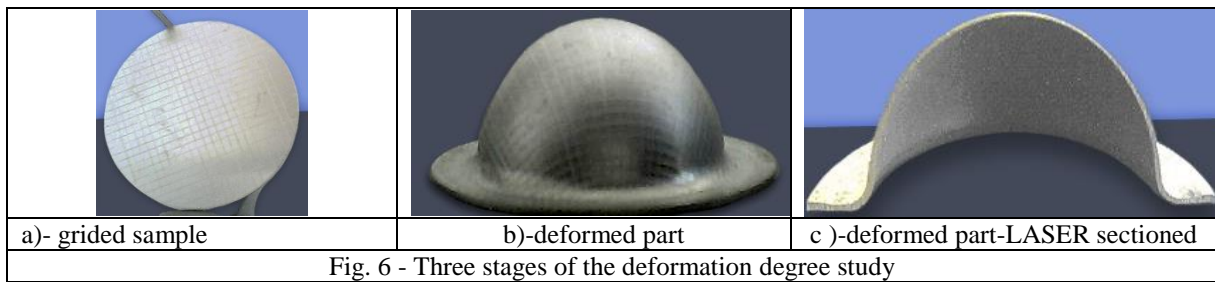 a)- grided sample
b)-deformed part
c )-deformed part-LASER sectioned
Fig. 6 - Three stages of the deformation degree study